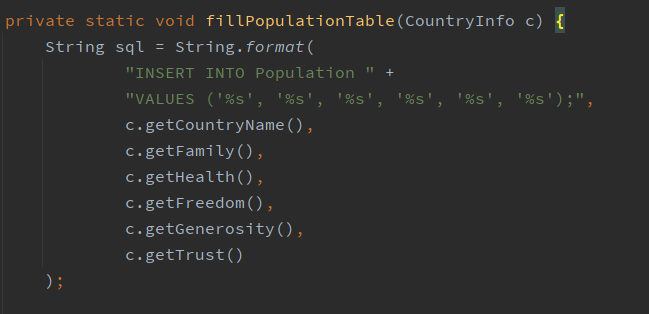 private static void fillPopulationTable(CountryInfo c) {
String sql = String.format(
"INSERT INTO Population " +
"VALUES ('%s', '%s', '%s', '%s', '%s', '%s');",
c.getCountryName(),
c.getFamily(),
c.getHealth(),
c.getFreedom(),
c.getGenerosity(),
c.getTrust()
);